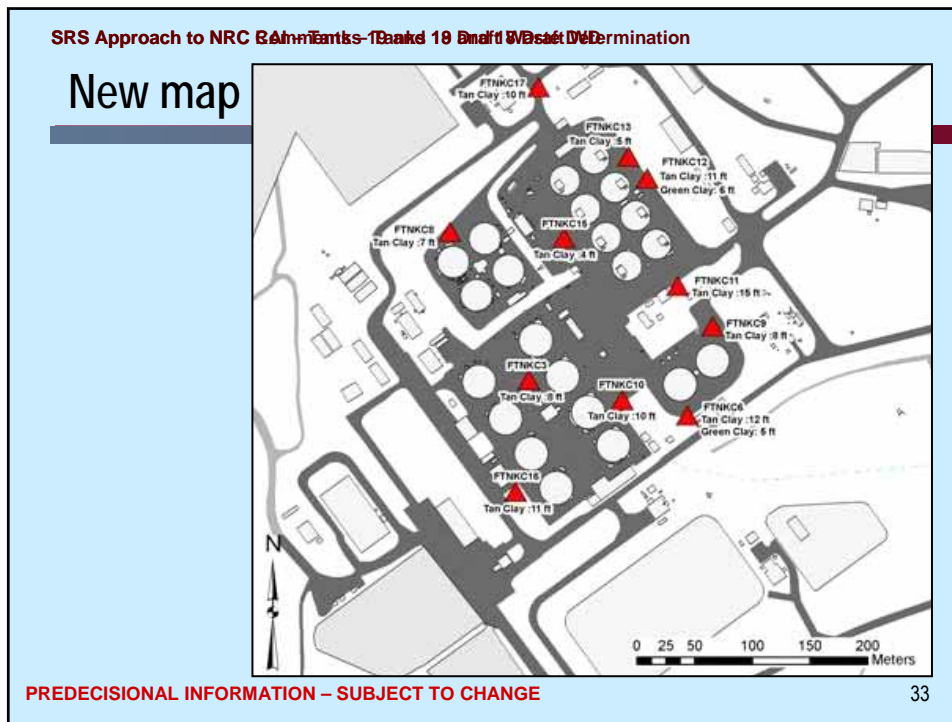 SRS Approach to NRC
New map
FTNKC17
Tan Clay :10 ft
FTNKC13
Tan Clay :5 ft
FTNKC12
Tan Clay :11 ft
Green Clay: 6 ft
FTNKC8
Tan Clay :7 ft
FTNKC15
Tan Clay :4 ft
FTNKC11
Tan Clay :15 ft
FTNKC9
Tan Clay :8 ft
FTNKC3
Tan Clay :8 ft
FTNKC10
Tan Clay :10 ft
FTNKC6
Tan Clay :12 ft
Green Clay: 5 ft
FTNKC16
Tan Clay :11 ft
N
0 25 50 100 150 200
Meters
PREDECISIONAL INFORMATION – SUBJECT TO CHANGE
33